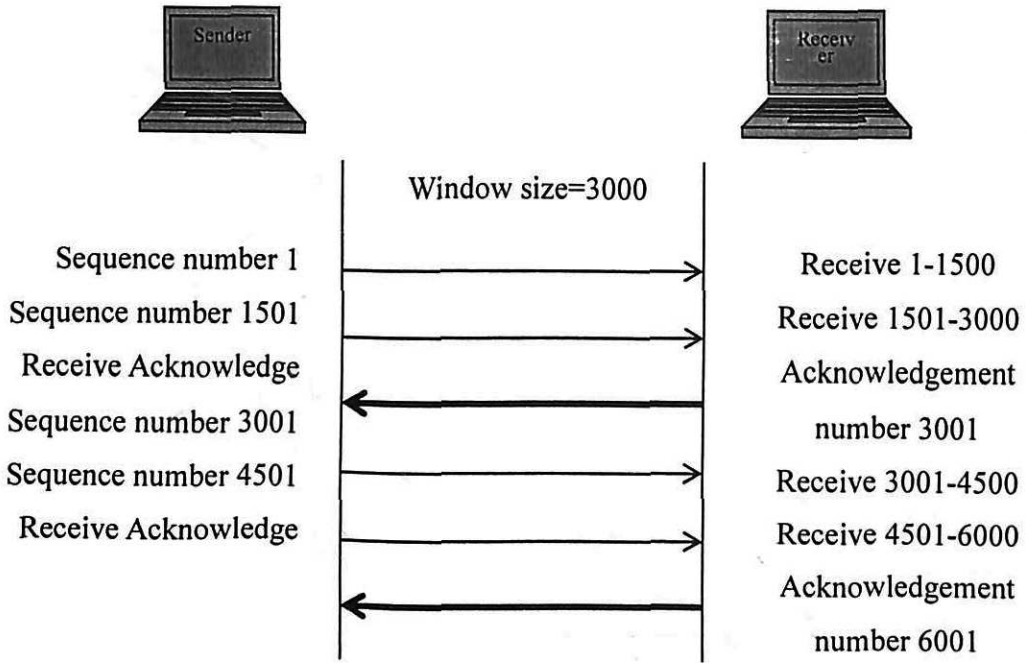 Sender
Receiv
er
Window size=3000
Sequence number 1
Receive 1-1500
Sequence number 1501
Receive 1501-3000
Receive Acknowledge
Acknowledgement
Sequence number 3001
number 3001
Sequence number 4501
Receive 3001-4500
Receive Acknowledge
Receive 4501-6000
Acknowledgement
number 6001